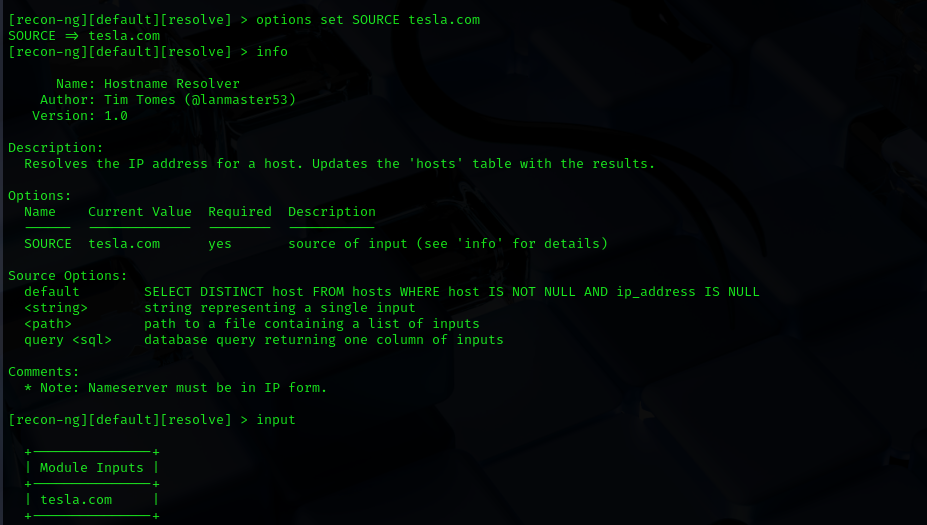 [recon-ng][default][resolve] > options set SOURCE tesla.com
SOURCE ⇒ tesla.com
[recon-ng][default][resolve] > info
Name: Hostname Resolver
Author: Tim Tomes (@lanmaster53)
Version: 1.0
Description:
Resolves the IP address for a host. Updates the 'hosts' table with the results.
Options:
Name Current Value Required Description
------ ------------- -------- -----------
SOURCE tesla.com yes source of input (see 'info' for details)
Source Options:
default SELECT DISTINCT host FROM hosts WHERE host IS NOT NULL AND ip_address IS NULL
<string> string representing a single input
<path> path to a file containing a list of inputs
query <sql> database query returning one column of inputs
Comments:
* Note: Nameserver must be in IP form.
[recon-ng][default][resolve] > input
+---------------+
| Module Inputs |
+---------------+
| tesla.com |
+---------------+